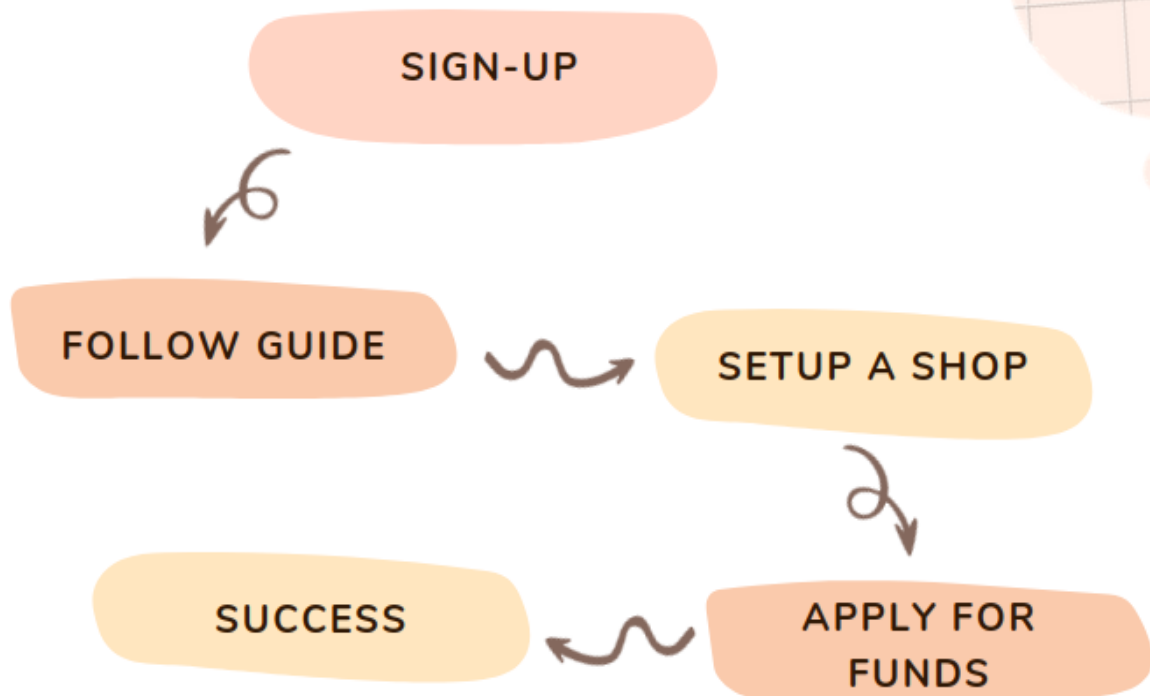 SIGN-UP
FOLLOW GUIDE
SETUP A SHOP
APPLY FOR
FUNDS
SUCCESS